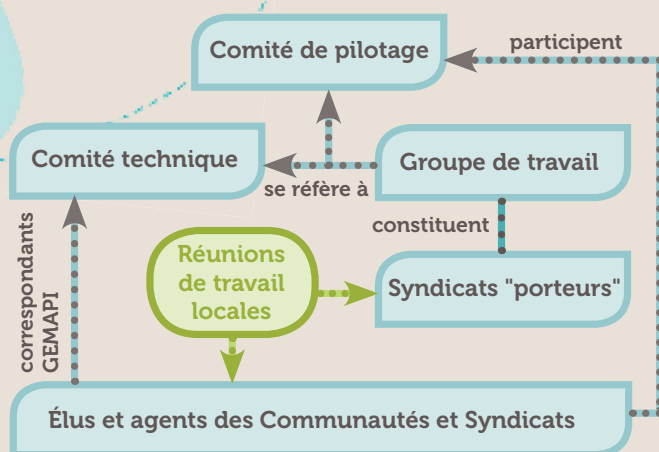 Comité de pilotage
participent
Comité technique
Groupe de travail
se réfère à
constituent
correspondants
GEMAPI
Réunions
de travail
locales
Syndicats "porteurs"
Élus et agents des Communautés et Syndicats